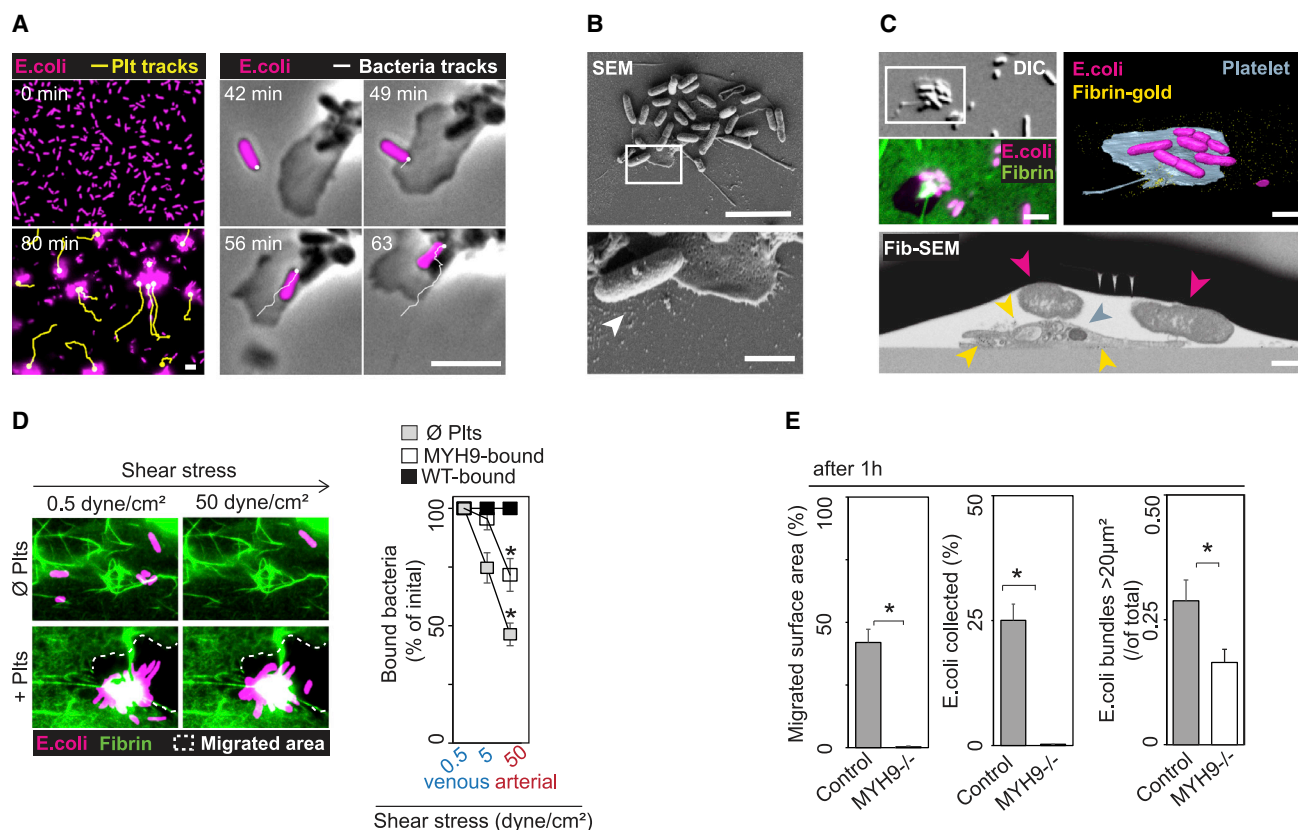 A
E.coli — Plt tracks
0 min
80 min
E.coli — Bacteria tracks
42 min
49 min
56 min
63
B
SEM
C
DIC
E.coli
Fibrin
E.coli Platelet
Fibrin-gold
Fib-SEM
D
Shear stress
0.5 dyne/cm² 50 dyne/cm²
Ø Plts
+ Plts
E.coli Fibrin Migrated area
Ø Plts
MYH9-bound
WT-bound
Bound bacteria
(% of inital)
100
50
0
*
*
0.5 5 50
venous arterial
Shear stress (dyne/cm²)
E
after 1h
Migrated surface area (%)
100
50
0
*
Control
MYH9-/-
E.coli collected (%)
50
25
0
*
Control
MYH9-/-
E.coli bundles >20µm²
(/of total)
0.50
0.25
0
*
Control
MYH9-/-